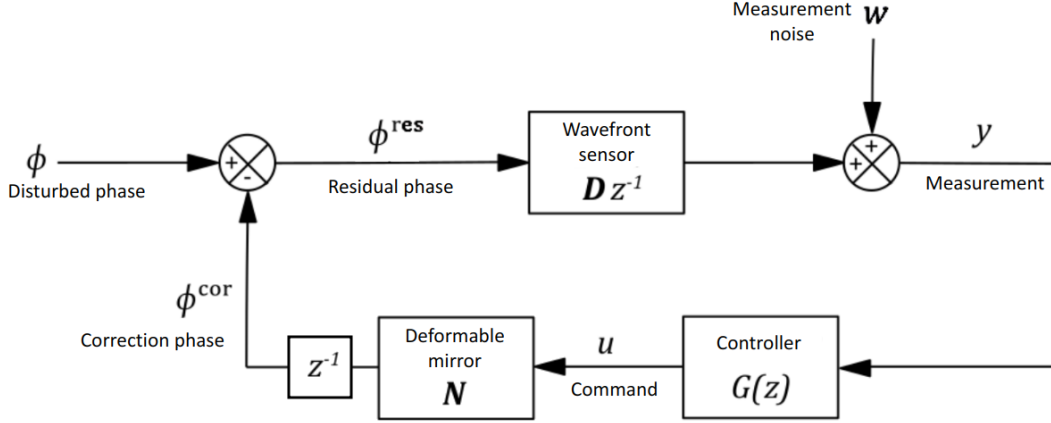 Measurement
noise
w
ϕ
Disturbed phase
+
-
ϕ^res
Residual phase
Wavefront
sensor
D z^-1
+
+
y
Measurement
ϕ^cor
Correction phase
z^-1
Deformable
mirror
N
u
Command
Controller
G(z)